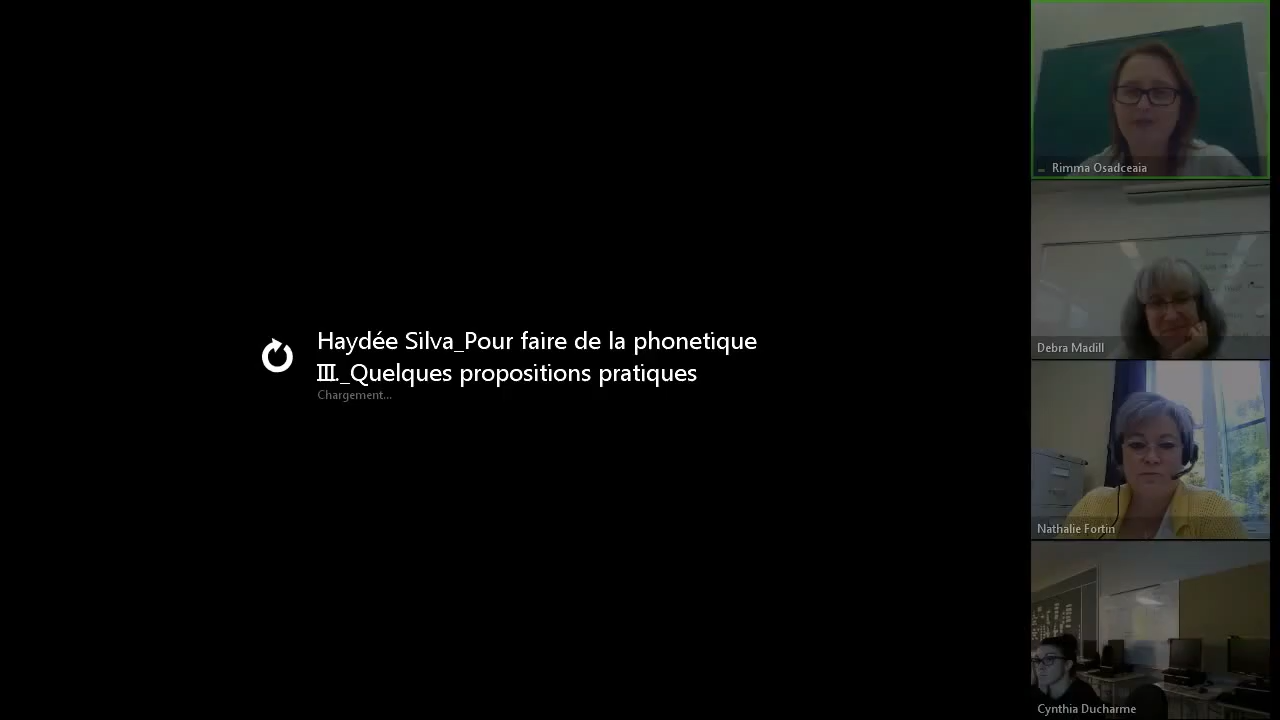 Haydée Silva_Pour faire de la phonetique
III._Quelques propositions pratiques
Chargement...
Rimma Osadceaia
Debra Madill
Nathalie Fortin
Cynthia Ducharme